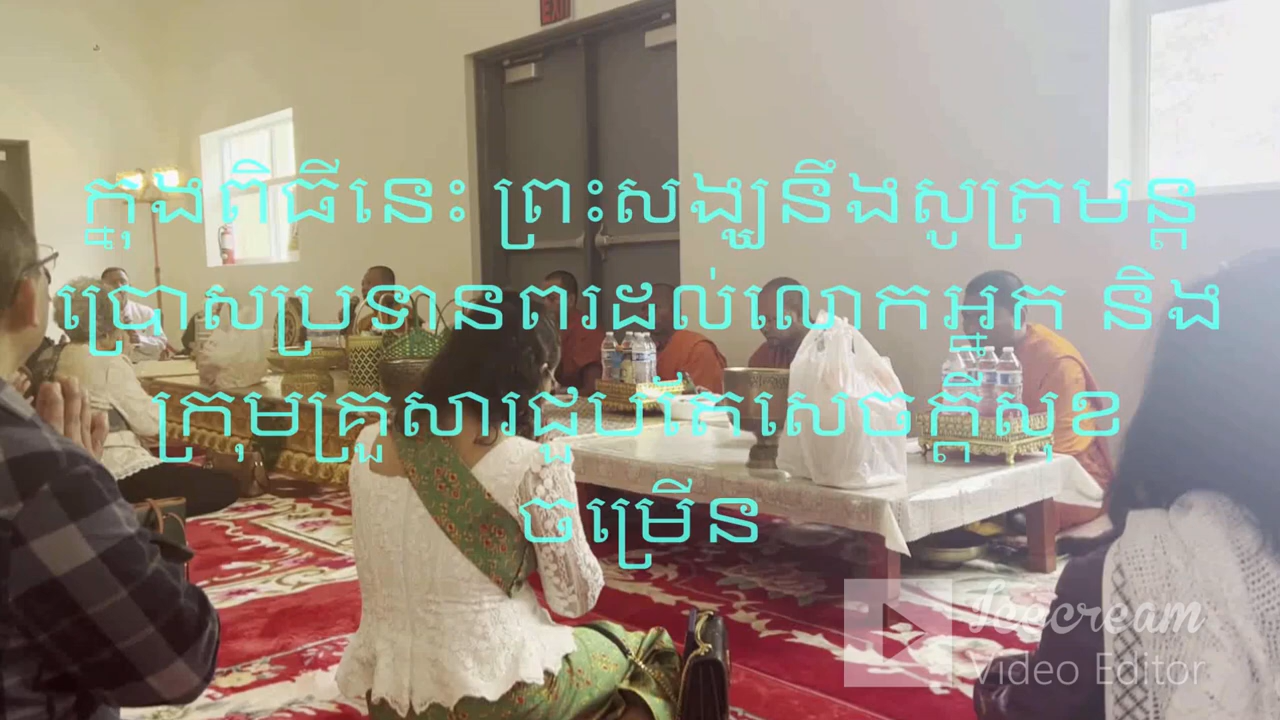 EXIT
ក្នុងពិធីនេះ ព្រះសង្ឃនឹងសូត្រមន្ត
ប្រោសប្រទានពរដល់លោកអ្នក និង
ក្រុមគ្រួសារជួបតែសេចក្តីសុខ
ចម្រើន
Icecream
Video Editor